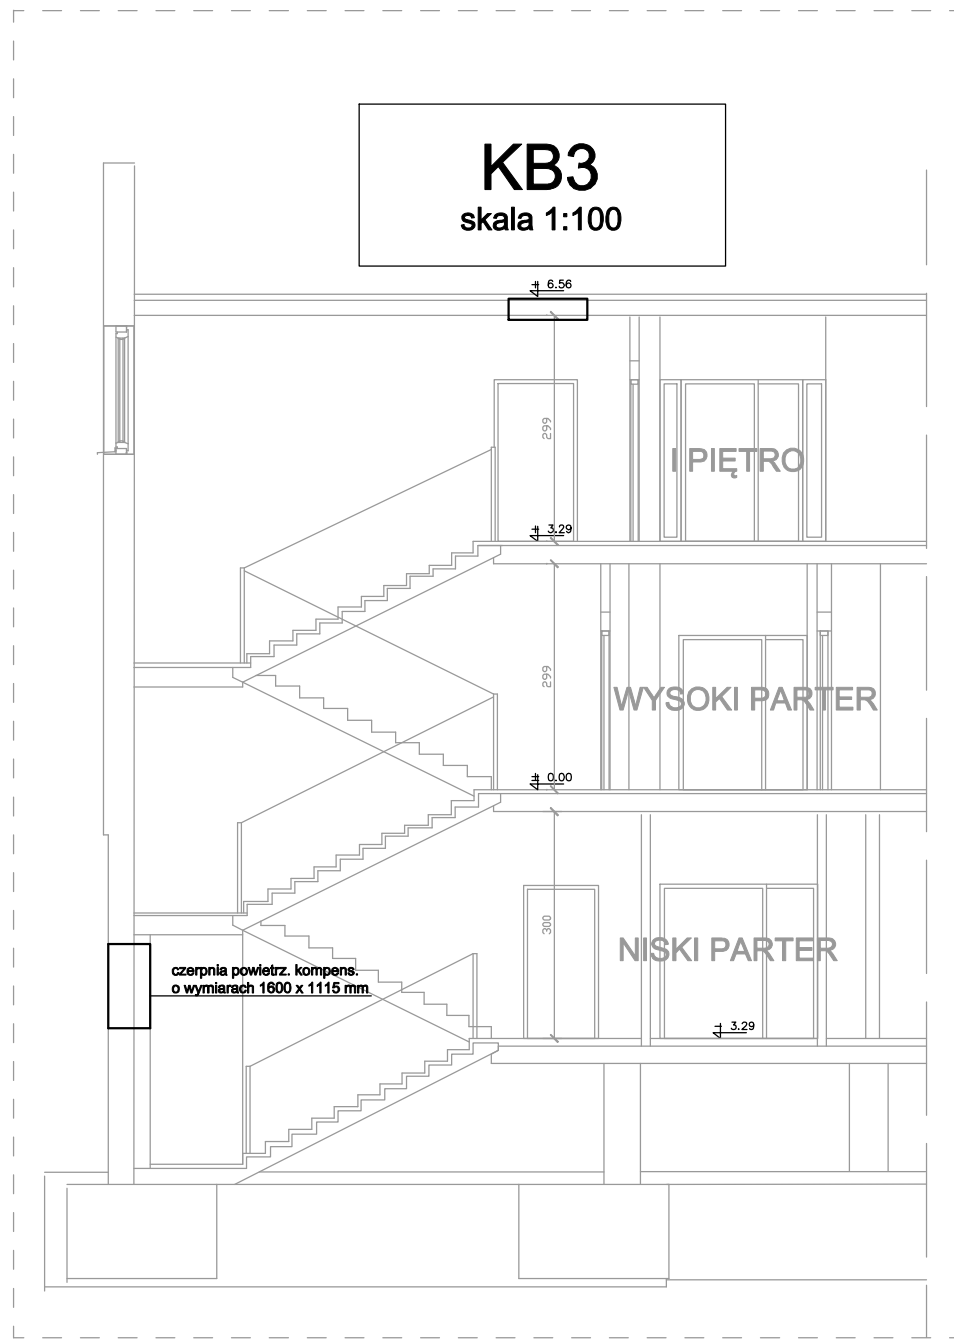 KB3
skala 1:100
+ 6.56
299
I PIĘTRO
+ 3.29
299
WYSOKI PARTER
± 0.00
300
NISKI PARTER
czerpnia powietrz. kompens.
o wymiarach 1600 x 1115 mm
- 3.29